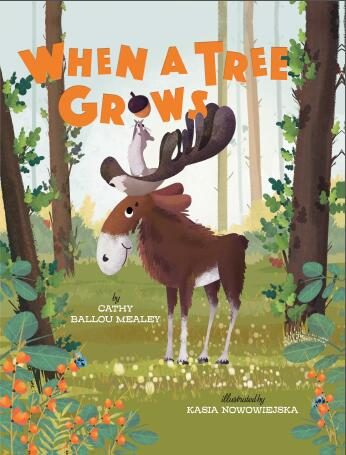 WHEN A TREE
GROWS
by
CATHY
BALLOU MEALEY
illustrated by
KASIA NOWOWIEJSKA